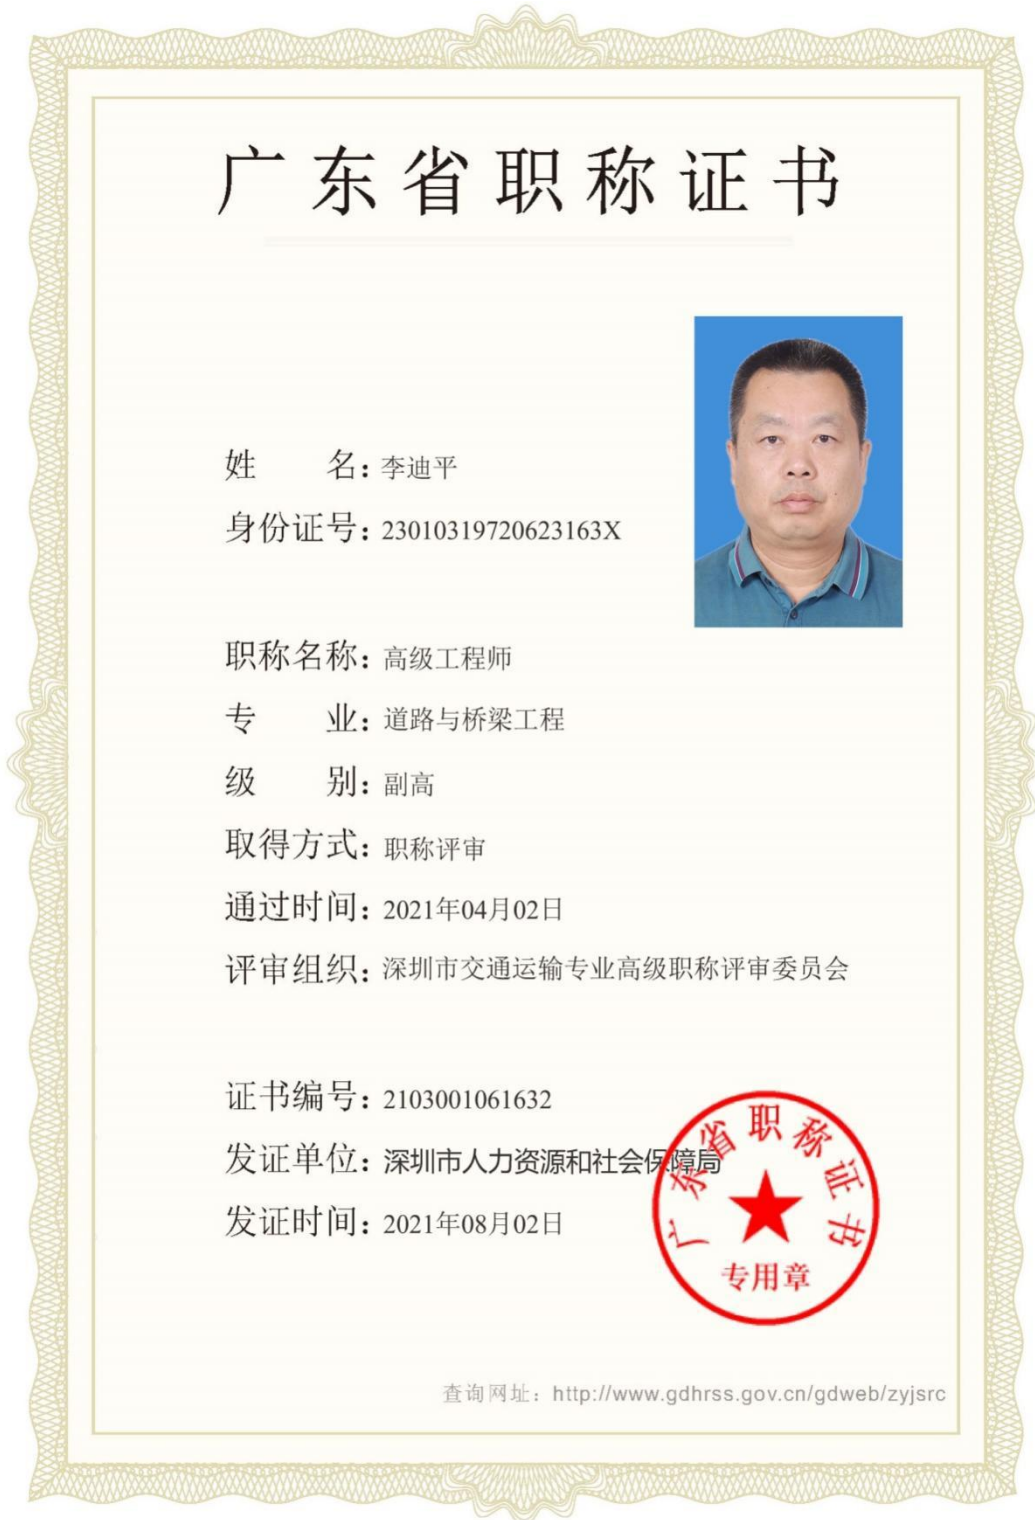 广东省职称证书
姓 名：李迪平
身份证号：23010319720623163X
职称名称：高级工程师
专 业：道路与桥梁工程
级 别：副高
取得方式：职称评审
通过时间：2021年04月02日
评审组织：深圳市交通运输专业高级职称评审委员会
证书编号：2103001061632
发证单位：深圳市人力资源和社会保障局
发证时间：2021年08月02日
广东省职称证书
专用章
查询网址：http://www.gdhrss.gov.cn/gdweb/zyjsrc